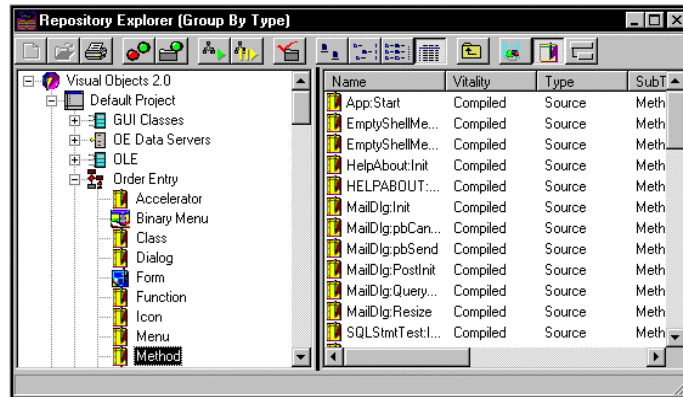 Repository Explorer (Group By Type)
Visual Objects 2.0
Default Project
GUI Classes
OE Data Servers
OLE
Order Entry
Accelerator
Binary Menu
Class
Dialog
Form
Function
Icon
Menu
Method
Name Vitality Type SubT
App:Start Compiled Source Meth
EmptyShellMe... Compiled Source Meth
EmptyShellMe... Compiled Source Meth
HelpAbout:Init Compiled Source Meth
HELPABOUT:... Compiled Source Meth
MailDlg:Init Compiled Source Meth
MailDlg:pbCan... Compiled Source Meth
MailDlg:pbSend Compiled Source Meth
MailDlg:PostInit Compiled Source Meth
MailDlg:Query... Compiled Source Meth
MailDlg:Resize Compiled Source Meth
SQLStmtTest:I... Compiled Source Meth